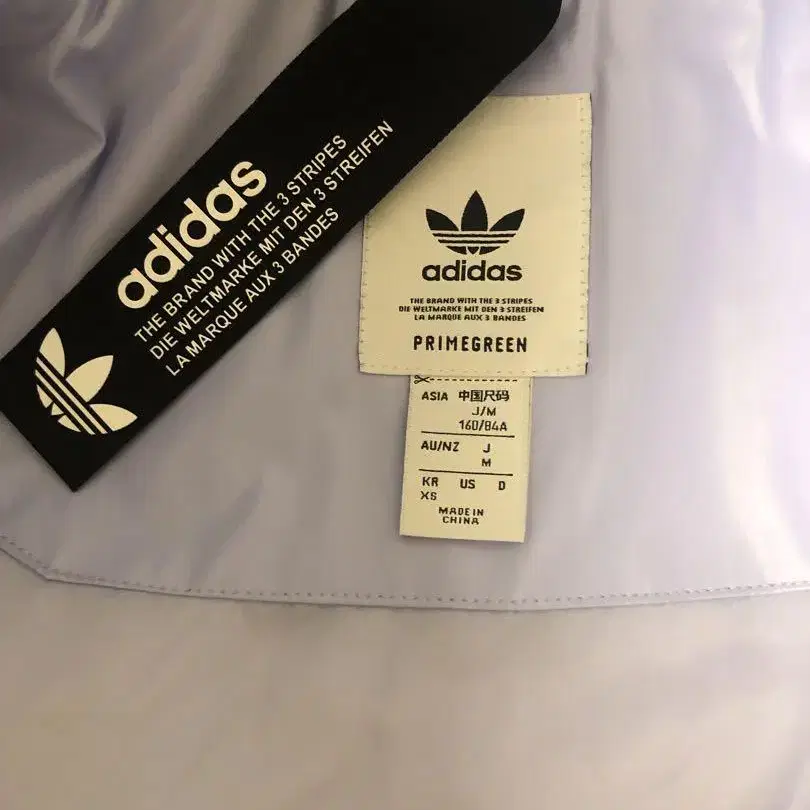 adidas
THE BRAND WITH THE 3 STRIPES
DIE WELTMARKE MIT DEN 3 STREIFEN
LA MARQUE AUX 3 BANDES
adidas
THE BRAND WITH THE 3 STRIPES
DIE WELTMARKE MIT DEN 3 STREIFEN
LA MARQUE AUX 3 BANDES
PRIMEGREEN
ASIA 中国尺码
J/M
160/84A
AU/NZ J
M
KR US D
XS
MADE IN
CHINA